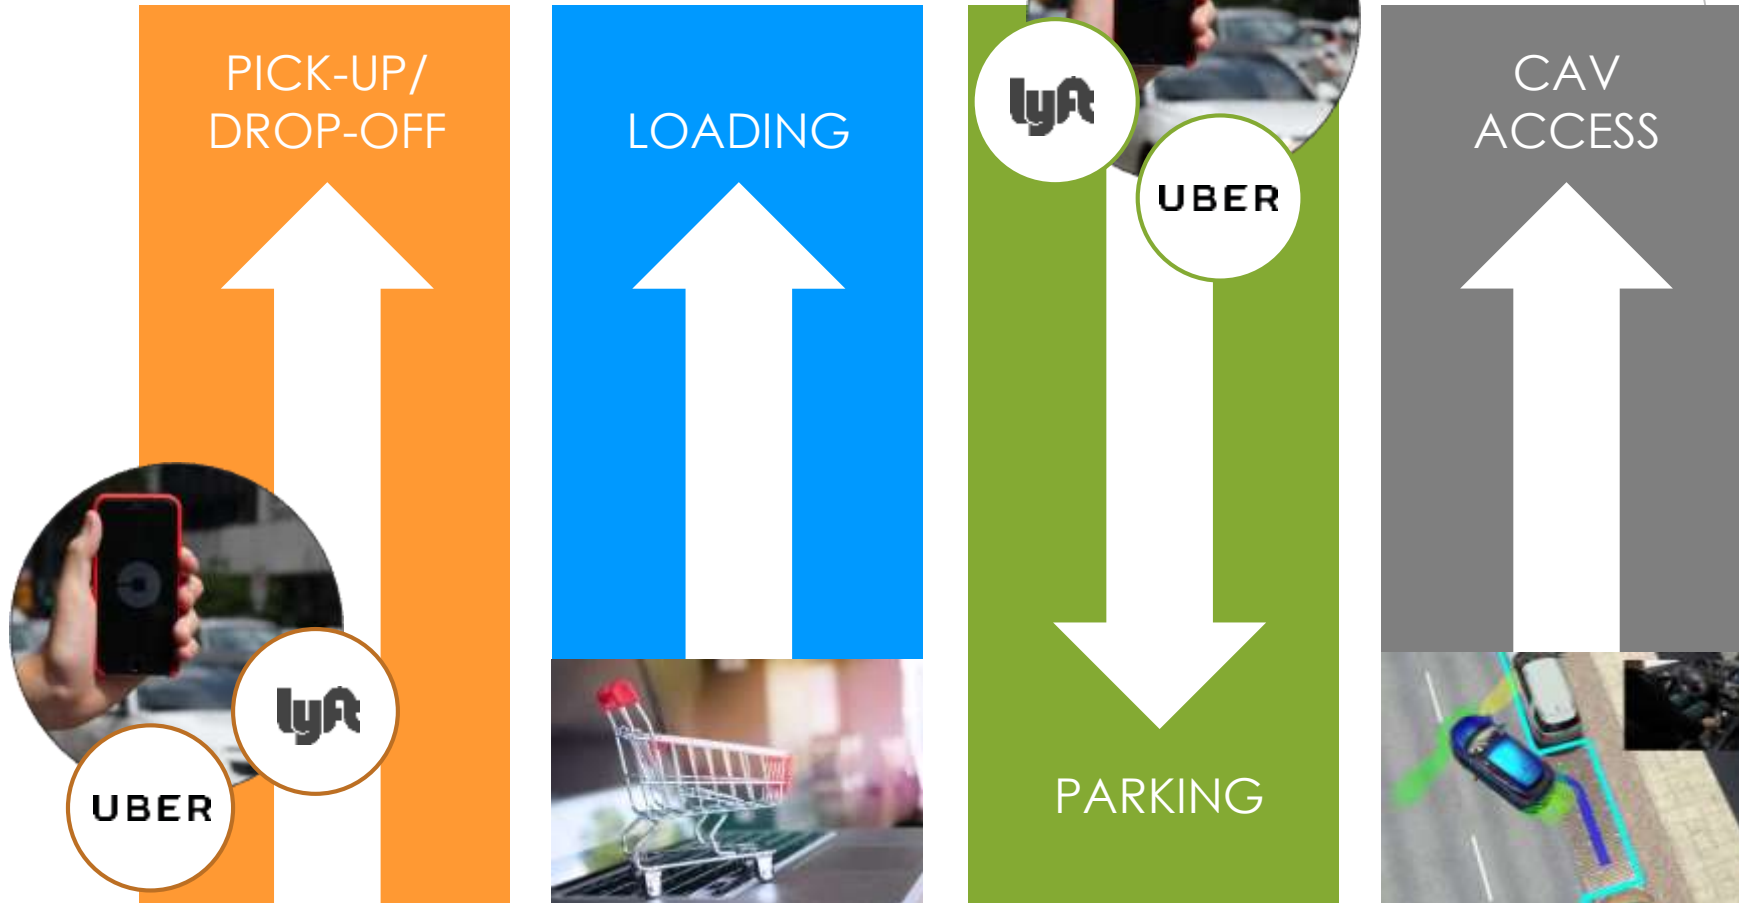 PICK-UP/
DROP-OFF
lyft
UBER
LOADING
lyft
UBER
PARKING
CAV
ACCESS